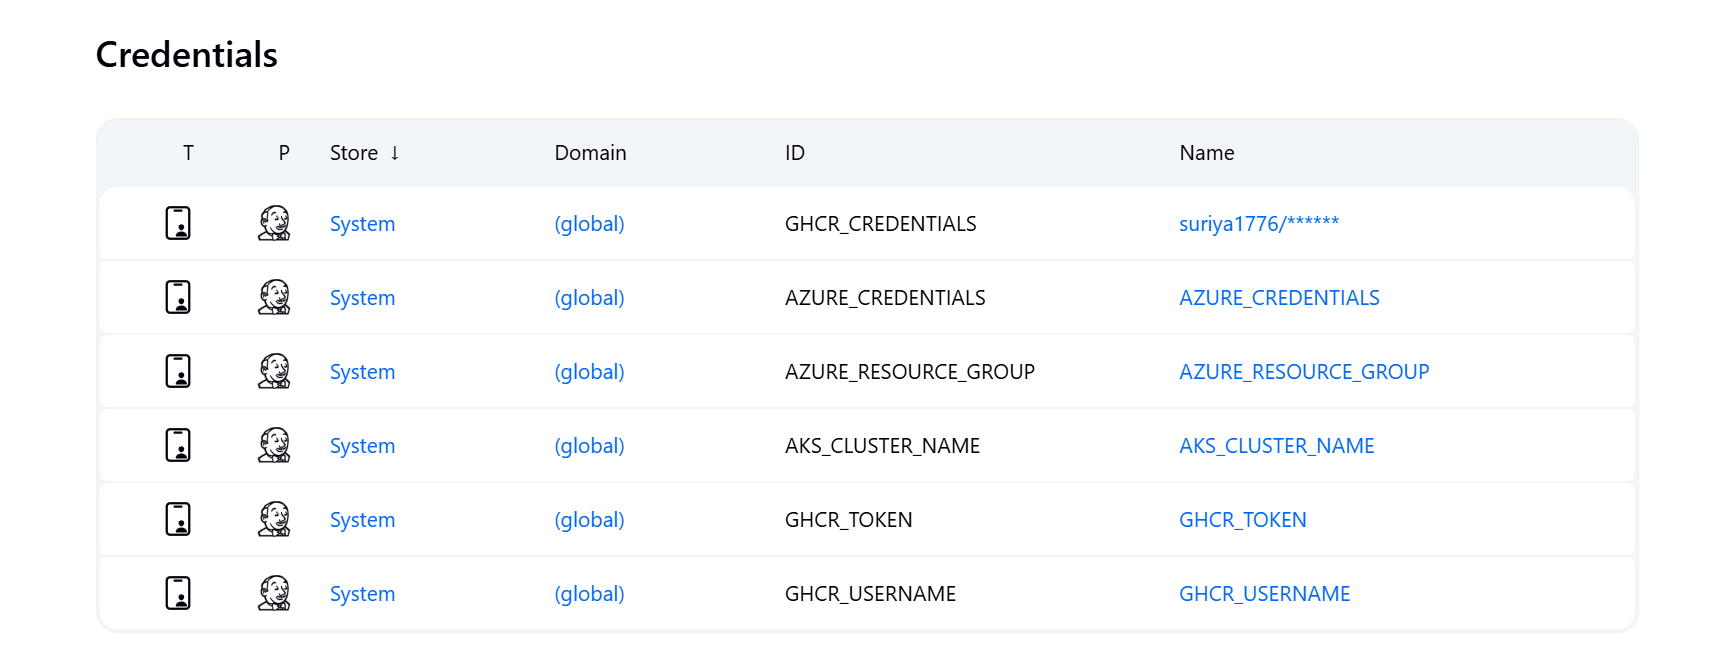 Credentials
T P Store ↓ Domain ID Name
System (global) GHCR_CREDENTIALS suriya1776/******
System (global) AZURE_CREDENTIALS AZURE_CREDENTIALS
System (global) AZURE_RESOURCE_GROUP AZURE_RESOURCE_GROUP
System (global) AKS_CLUSTER_NAME AKS_CLUSTER_NAME
System (global) GHCR_TOKEN GHCR_TOKEN
System (global) GHCR_USERNAME GHCR_USERNAME